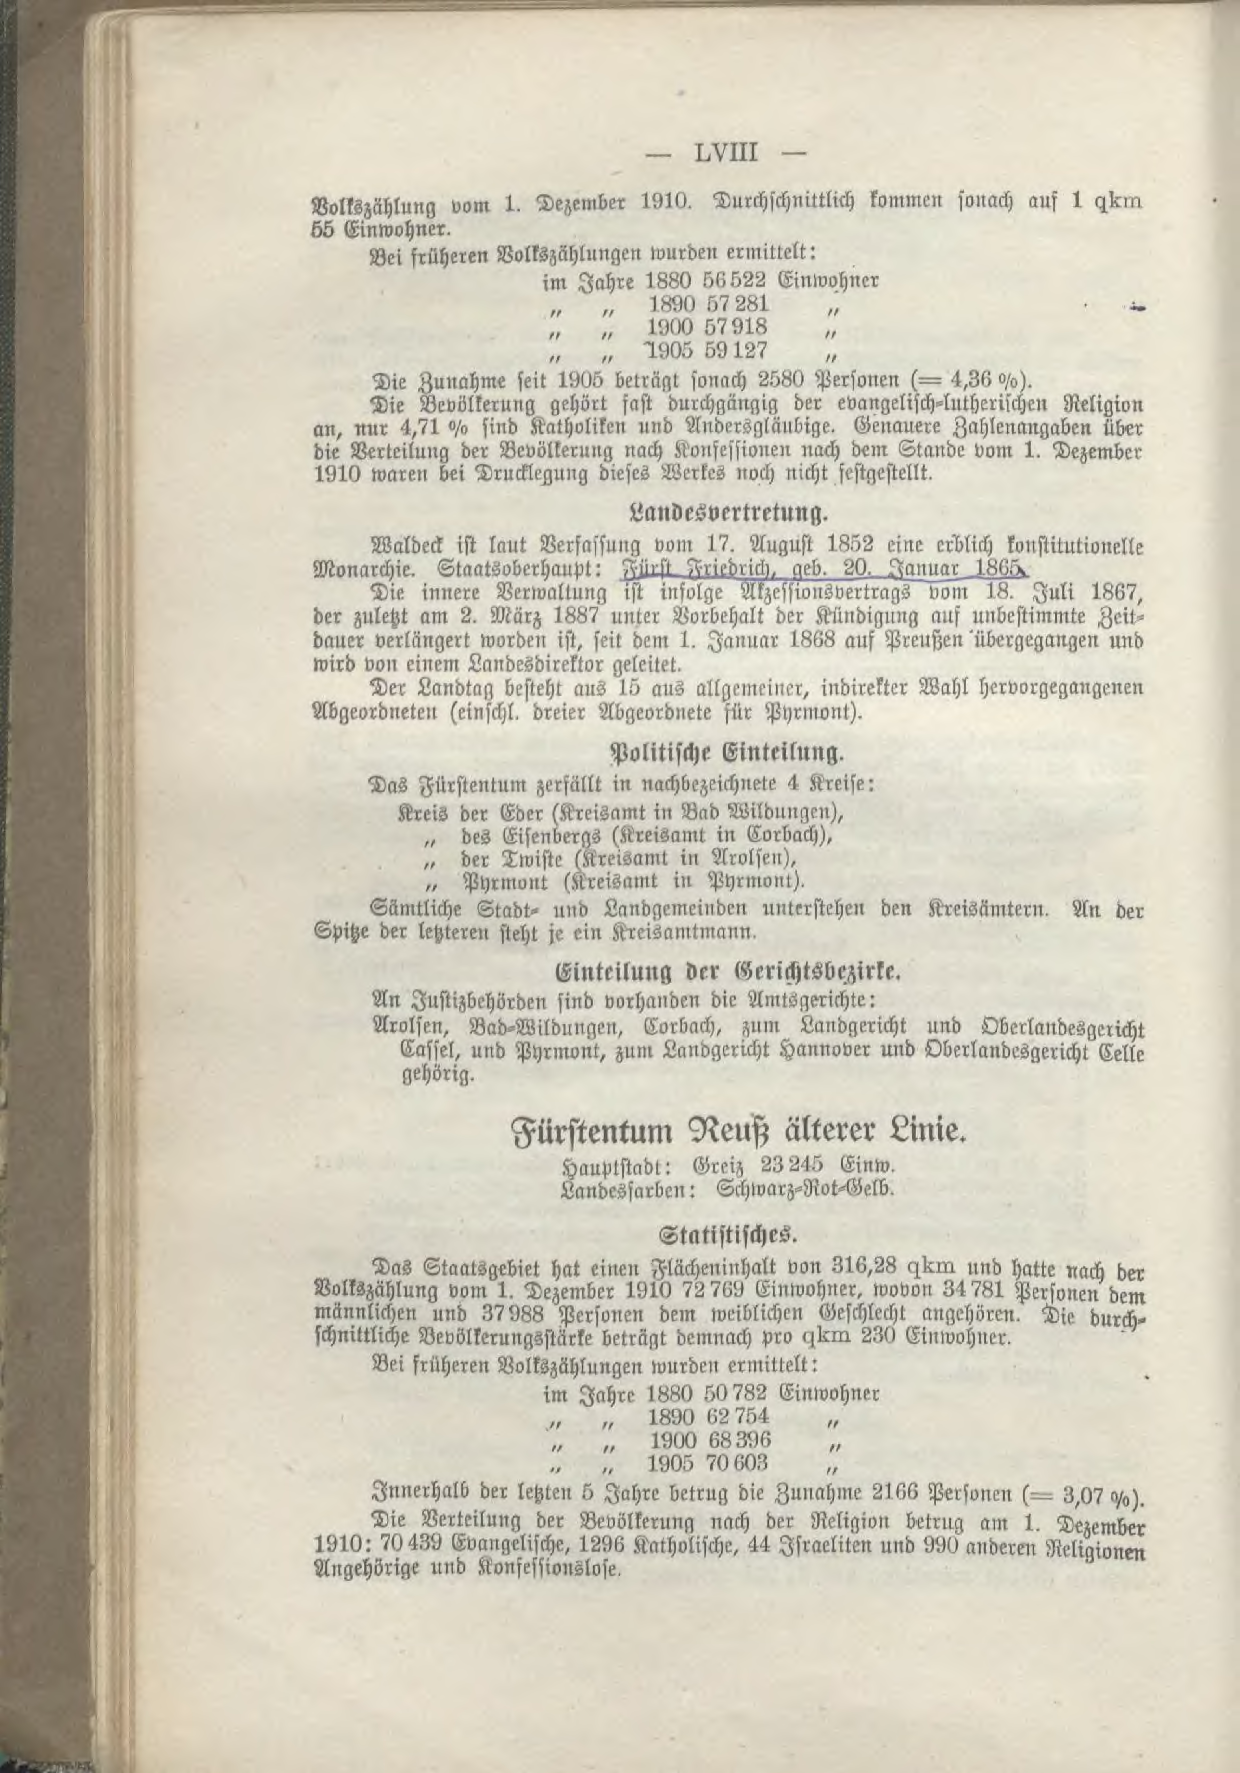 — LVIII —
Volkszählung vom 1. Dezember 1910. Durchschnittlich kommen sonach auf 1 qkm
55 Einwohner.
Bei früheren Volkszählungen wurden ermittelt:
im Jahre 1880 56 522 Einwohner
„ „ 1890 57 281 „
„ „ 1900 57 918 „
„ „ 1905 59 127 „
Die Zunahme seit 1905 beträgt sonach 2580 Personen (= 4,36 %).
Die Bevölkerung gehört fast durchgängig der evangelisch-lutherischen Religion
an, nur 4,71 % sind Katholiken und Andersgläubige. Genauere Zahlenangaben über
die Verteilung der Bevölkerung nach Konfessionen nach dem Stande vom 1. Dezember
1910 waren bei Drucklegung dieses Werkes noch nicht festgestellt.
Landesvertretung.
Waldeck ist laut Verfassung vom 17. August 1852 eine erblich konstitutionelle
Monarchie. Staatsoberhaupt: Fürst Friedrich, geb. 20. Januar 1865.
Die innere Verwaltung ist infolge Akzessionsvertrags vom 18. Juli 1867,
der zuletzt am 2. März 1887 unter Vorbehalt der Kündigung auf unbestimmte Zeit-
dauer verlängert worden ist, seit dem 1. Januar 1868 auf Preußen übergegangen und
wird von einem Landesdirektor geleitet.
Der Landtag besteht aus 15 aus allgemeiner, indirekter Wahl hervorgegangenen
Abgeordneten (einschl. dreier Abgeordnete für Pyrmont).
Politische Einteilung.
Das Fürstentum zerfällt in nachbezeichnete 4 Kreise:
Kreis der Eder (Kreisamt in Bad Wildungen),
„ des Eisenbergs (Kreisamt in Corbach),
„ der Twiste (Kreisamt in Arolsen),
„ Pyrmont (Kreisamt in Pyrmont).
Sämtliche Stadt- und Landgemeinden unterstehen den Kreisämtern. An der
Spitze der letzteren steht je ein Kreisamtmann.
Einteilung der Gerichtsbezirke.
An Justizbehörden sind vorhanden die Amtsgerichte:
Arolsen, Bad-Wildungen, Corbach, zum Landgericht und Oberlandesgericht
Cassel, und Pyrmont, zum Landgericht Hannover und Oberlandesgericht Celle
gehörig.
Fürstentum Reuß älterer Linie.
Hauptstadt: Greiz 23 245 Einw.
Landesfarben: Schwarz-Rot-Gelb.
Statistisches.
Das Staatsgebiet hat einen Flächeninhalt von 316,28 qkm und hatte nach der
Volkszählung vom 1. Dezember 1910 72 769 Einwohner, wovon 34 781 Personen dem
männlichen und 37 988 Personen dem weiblichen Geschlecht angehören. Die durch-
schnittliche Bevölkerungsstärke beträgt demnach pro qkm 230 Einwohner.
Bei früheren Volkszählungen wurden ermittelt:
im Jahre 1880 50 782 Einwohner
„ „ 1890 62 754 „
„ „ 1900 68 396 „
„ „ 1905 70 603 „
Innerhalb der letzten 5 Jahre betrug die Zunahme 2166 Personen (= 3,07 %).
Die Verteilung der Bevölkerung nach der Religion betrug am 1. Dezember
1910: 70 439 Evangelische, 1296 Katholische, 44 Israeliten und 990 anderen Religionen
Angehörige und Konfessionslose.